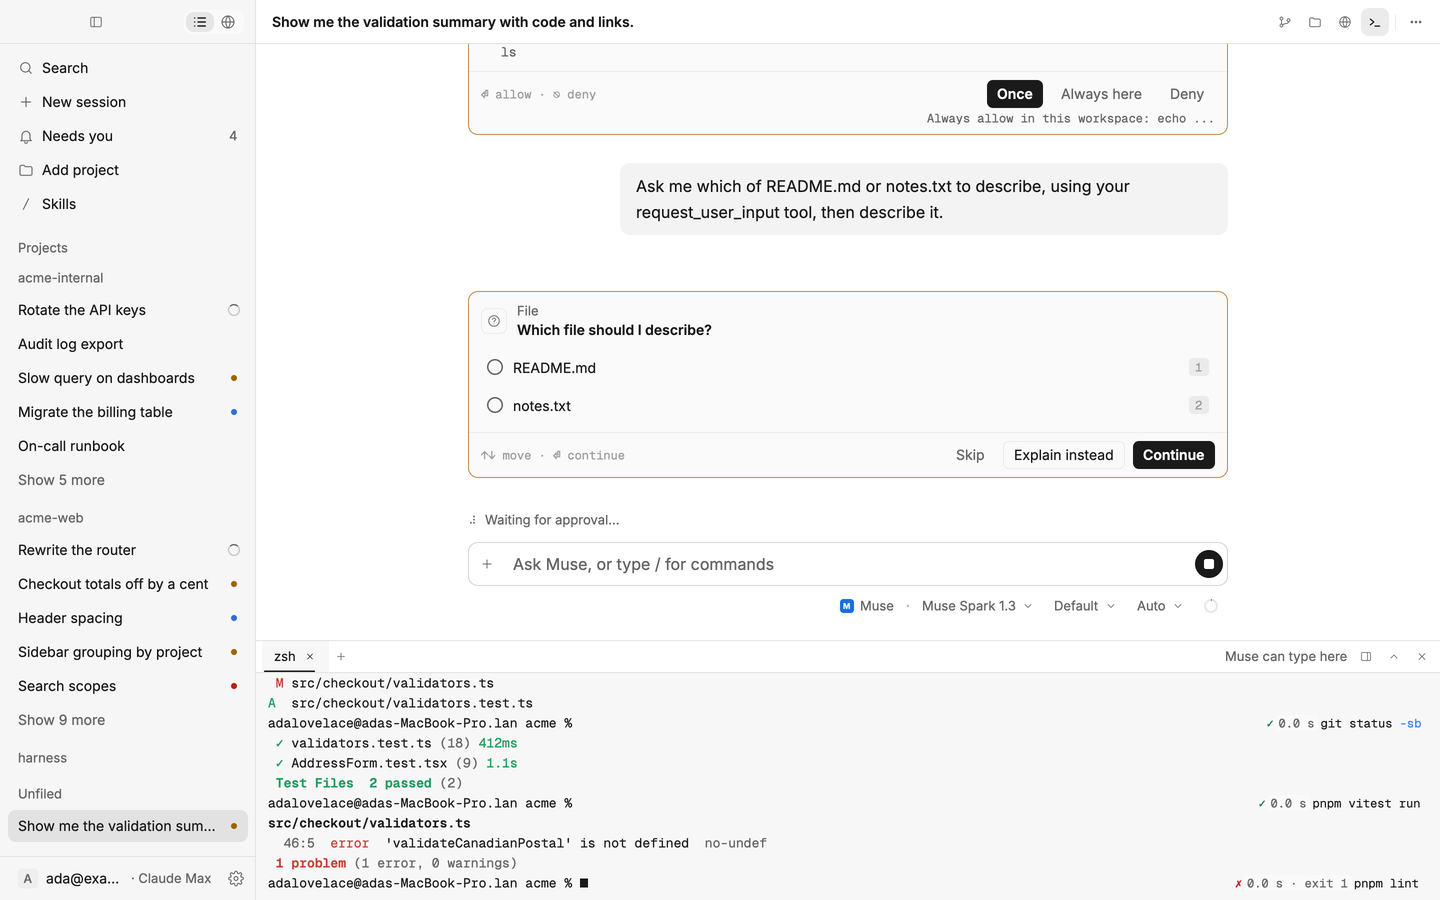 Show me the validation summary with code and links.
Search
New session
Needs you 4
Add project
Skills
Projects
acme-internal
Rotate the API keys
Audit log export
Slow query on dashboards
Migrate the billing table
On-call runbook
Show 5 more
acme-web
Rewrite the router
Checkout totals off by a cent
Header spacing
Sidebar grouping by project
Search scopes
Show 9 more
harness
Unfiled
Show me the validation sum...
A ada@exa... · Claude Max
ls
allow · deny
Once Always here Deny
Always allow in this workspace: echo ...
Ask me which of README.md or notes.txt to describe, using your
request_user_input tool, then describe it.
File
Which file should I describe?
README.md 1
notes.txt 2
move · continue
Skip Explain instead Continue
Waiting for approval...
Ask Muse, or type / for commands
M Muse · Muse Spark 1.3 Default Auto
zsh × + Muse can type here
M src/checkout/validators.ts
A src/checkout/validators.test.ts
adalovelace@adas-MacBook-Pro.lan acme % ✓ 0.0 s git status -sb
✓ validators.test.ts (18) 412ms
✓ AddressForm.test.tsx (9) 1.1s
Test Files 2 passed (2)
adalovelace@adas-MacBook-Pro.lan acme % ✓ 0.0 s pnpm vitest run
src/checkout/validators.ts
46:5 error 'validateCanadianPostal' is not defined no-undef
1 problem (1 error, 0 warnings)
adalovelace@adas-MacBook-Pro.lan acme % ✗ 0.0 s · exit 1 pnpm lint